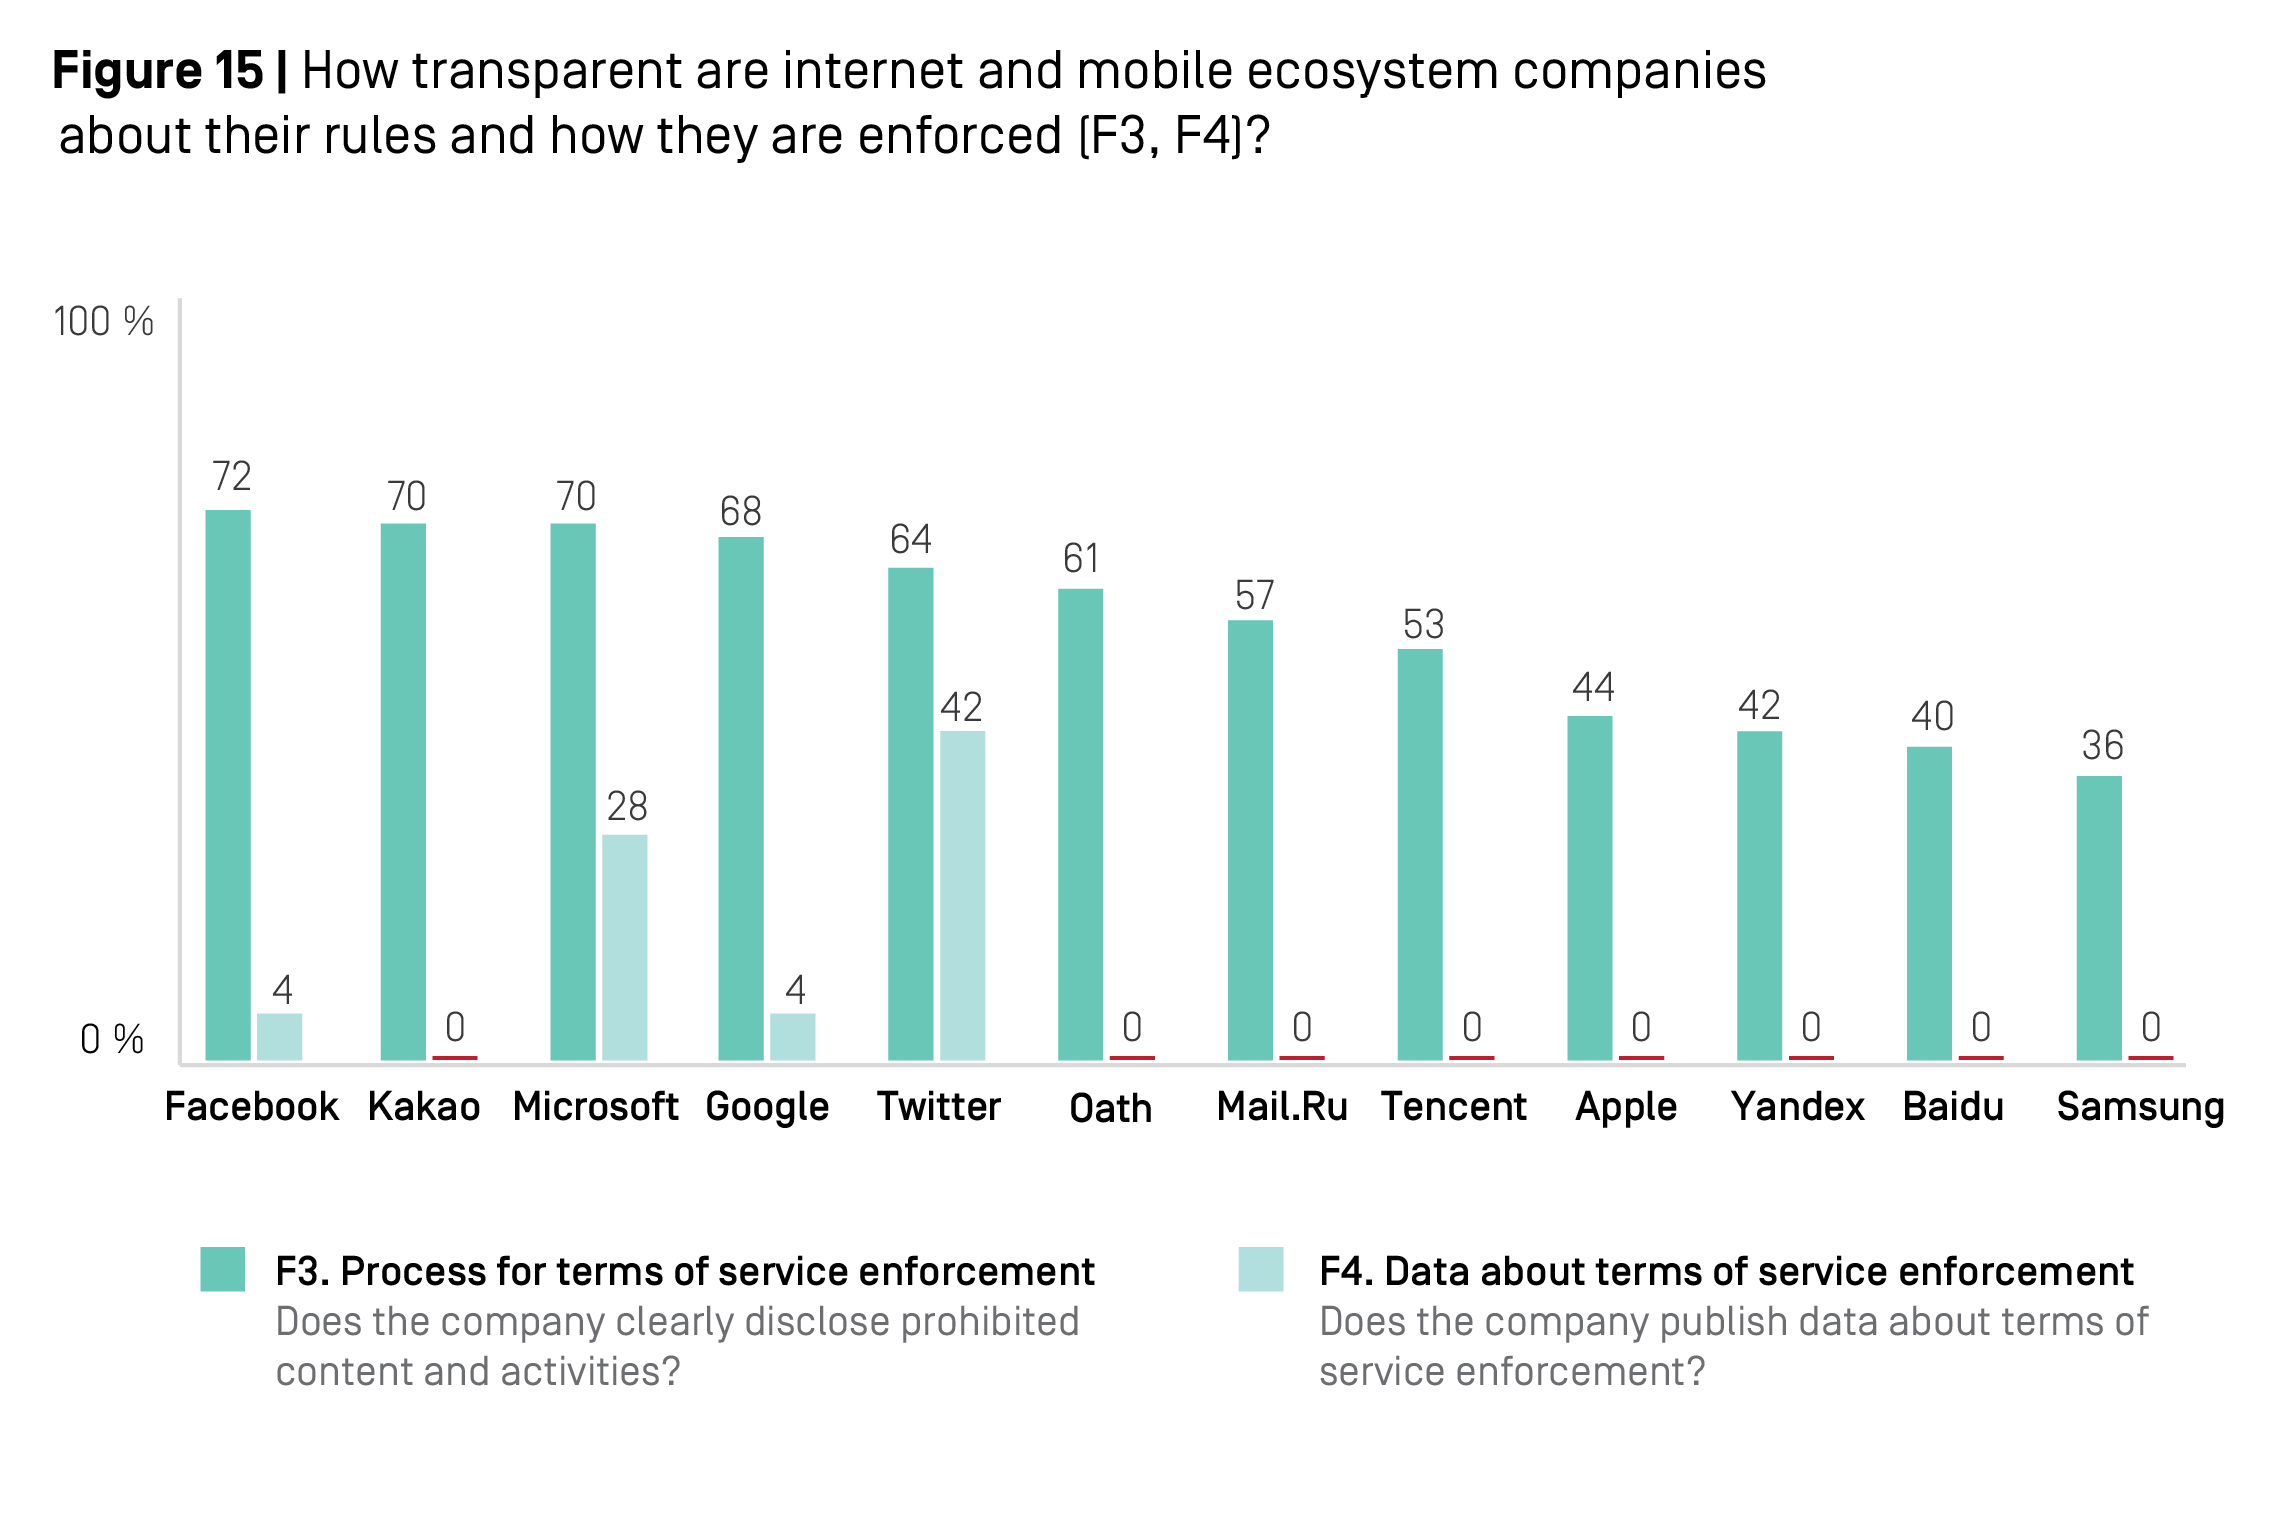 Figure 15 | How transparent are internet and mobile ecosystem companies
about their rules and how they are enforced (F3, F4)?
100 %
72
70
70
68
64
61
57
53
44
42
40
36
4
0
28
4
42
0
0
0
0
0
0
0
0 %
Facebook Kakao Microsoft Google Twitter Oath Mail.Ru Tencent Apple Yandex Baidu Samsung
F3. Process for terms of service enforcement
Does the company clearly disclose prohibited
content and activities?
F4. Data about terms of service enforcement
Does the company publish data about terms of
service enforcement?